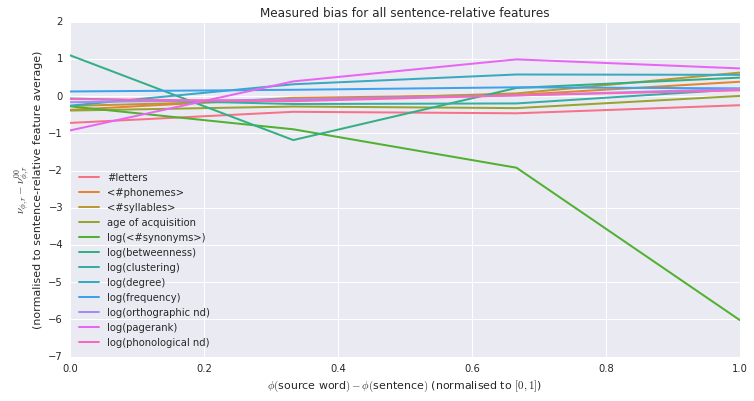 Measured bias for all sentence-relative features
2
1
0
−1
−2
−3
−4
−5
−6
−7
ν_{φ,r} − ν^{00}_{φ,r}
(normalised to sentence-relative feature average)
#letters
<#phonemes>
<#syllables>
age of acquisition
log(<#synonyms>)
log(betweenness)
log(clustering)
log(degree)
log(frequency)
log(orthographic nd)
log(pagerank)
log(phonological nd)
0.0 0.2 0.4 0.6 0.8 1.0
ϕ(source word) − ϕ(sentence) (normalised to [0, 1])